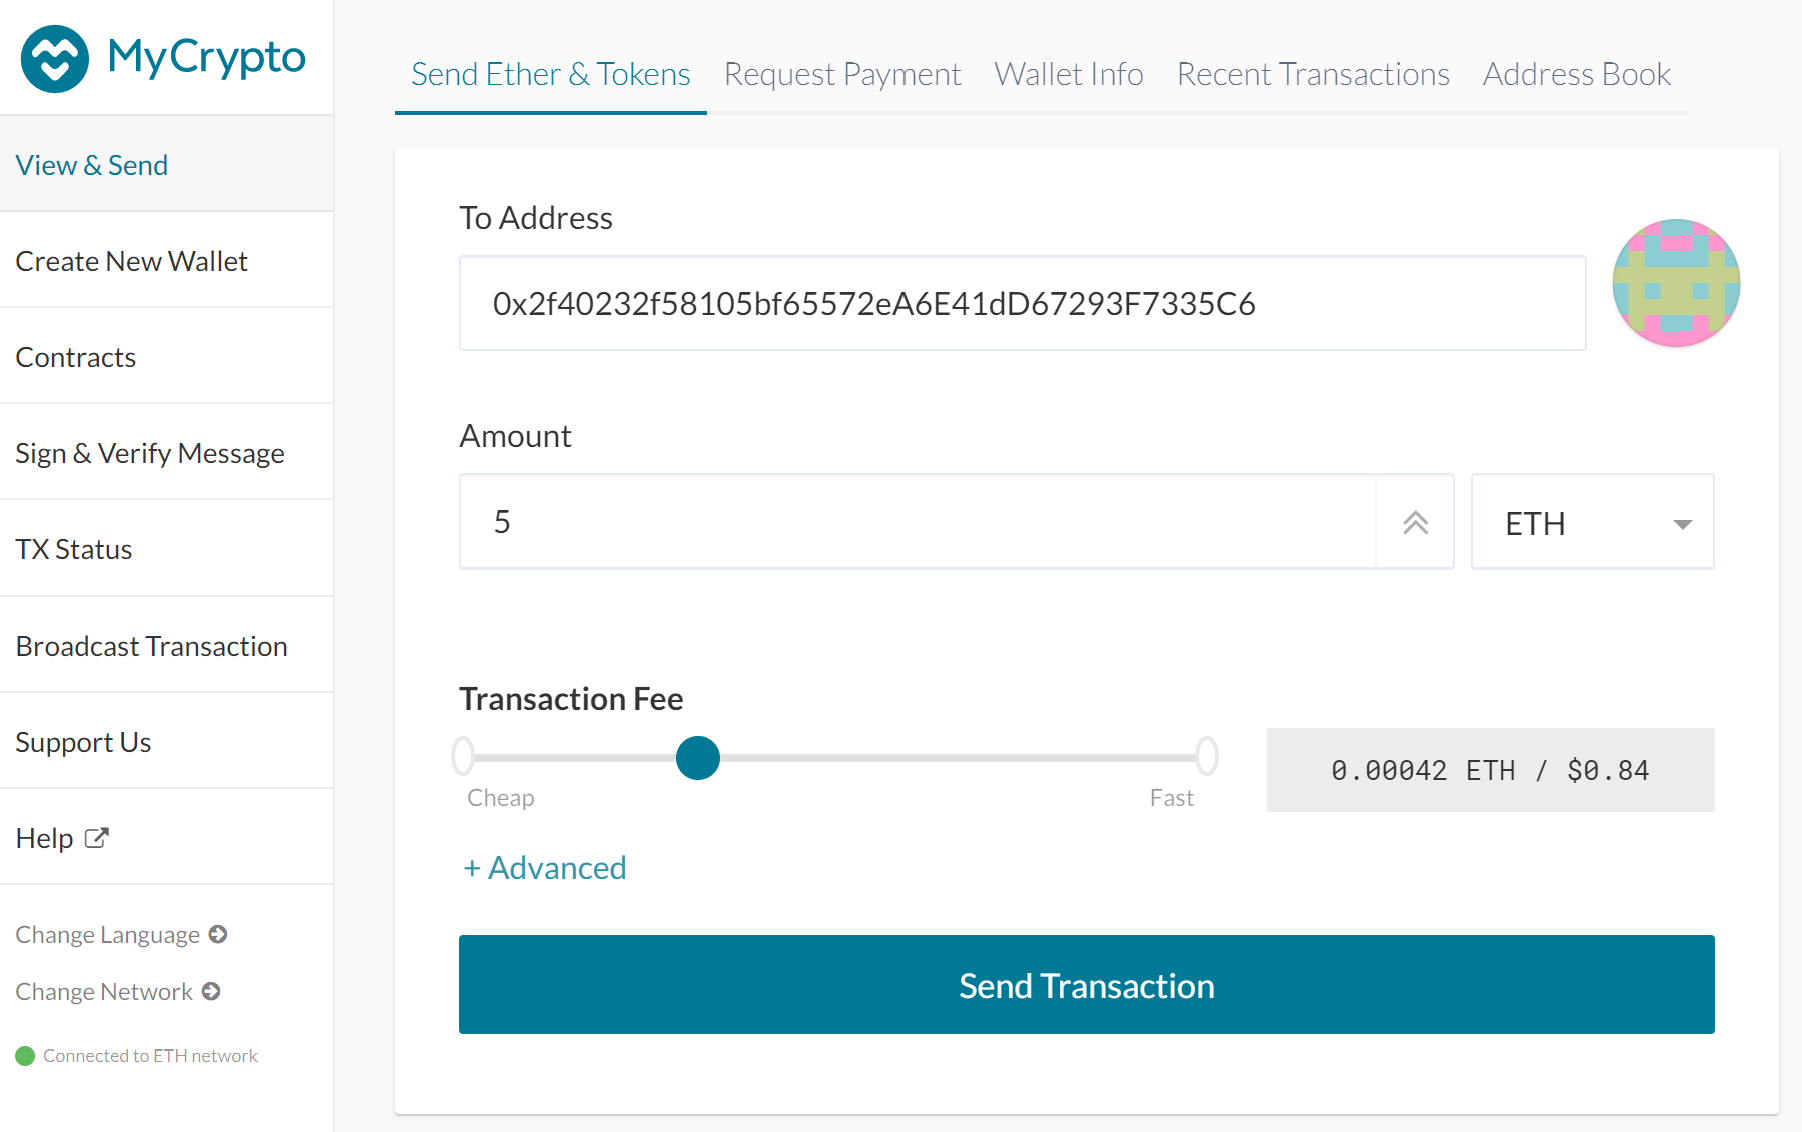 MyCrypto
View & Send
Create New Wallet
Contracts
Sign & Verify Message
TX Status
Broadcast Transaction
Support Us
Help
Change Language
Change Network
Connected to ETH network
Send Ether & Tokens
Request Payment
Wallet Info
Recent Transactions
Address Book
To Address
0x2f40232f58105bf65572eA6E41dD67293F7335C6
Amount
5
ETH
Transaction Fee
Cheap
Fast
0.00042 ETH / $0.84
+ Advanced
Send Transaction